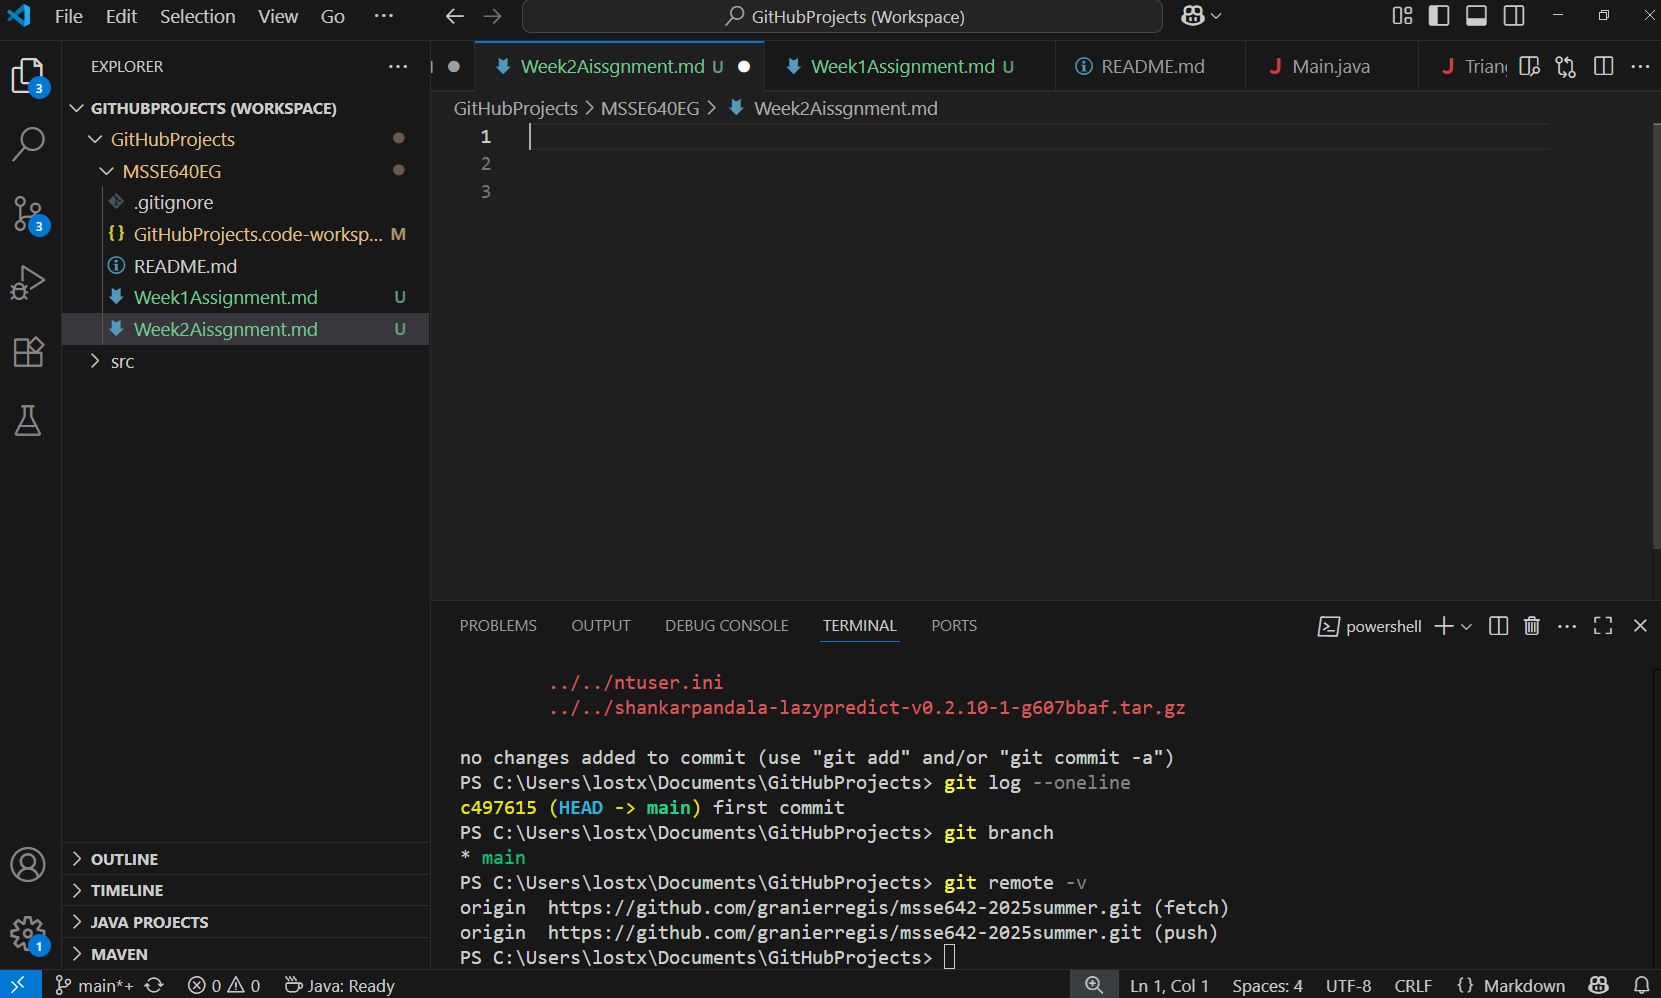 File Edit Selection View Go ···
GitHubProjects (Workspace)
EXPLORER
GITHUBPROJECTS (WORKSPACE)
GitHubProjects
MSSE640EG
.gitignore
{} GitHubProjects.code-worksp... M
README.md
Week1Assignment.md U
Week2Aissgnment.md U
src
OUTLINE
TIMELINE
JAVA PROJECTS
MAVEN
3
3
1
Week2Aissgnment.md U
Week1Assignment.md U
README.md
J Main.java
J Triang
GitHubProjects > MSSE640EG > Week2Aissgnment.md
1
2
3
PROBLEMS OUTPUT DEBUG CONSOLE TERMINAL PORTS
powershell
../../ntuser.ini
../../shankarpandala-lazypredict-v0.2.10-1-g607bbaf.tar.gz
no changes added to commit (use "git add" and/or "git commit -a")
PS C:\Users\lostx\Documents\GitHubProjects> git log --oneline
c497615 (HEAD -> main) first commit
PS C:\Users\lostx\Documents\GitHubProjects> git branch
* main
PS C:\Users\lostx\Documents\GitHubProjects> git remote -v
origin  https://github.com/granierregis/msse642-2025summer.git (fetch)
origin  https://github.com/granierregis/msse642-2025summer.git (push)
PS C:\Users\lostx\Documents\GitHubProjects>
main*+ 0 0 Java: Ready Ln 1, Col 1 Spaces: 4 UTF-8 CRLF {} Markdown